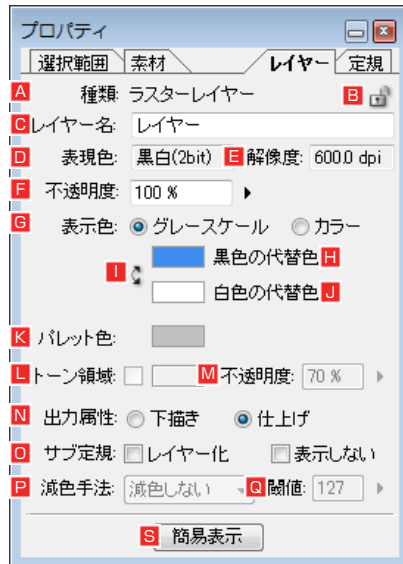 プロパティ
選択範囲 素材 レイヤー 定規
A 種類: ラスターレイヤー B
C レイヤー名: レイヤー
D 表現色: 黒白(2bit) E 解像度: 600.0 dpi
F 不透明度: 100 %
G 表示色: グレースケール カラー
I 黒色の代替色 H
白色の代替色 J
K パレット色:
L トーン領域: M 不透明度: 70 %
N 出力属性: 下描き 仕上げ
O サブ定規: レイヤー化 表示しない
P 減色手法: 減色しない Q 閾値: 127
S 簡易表示